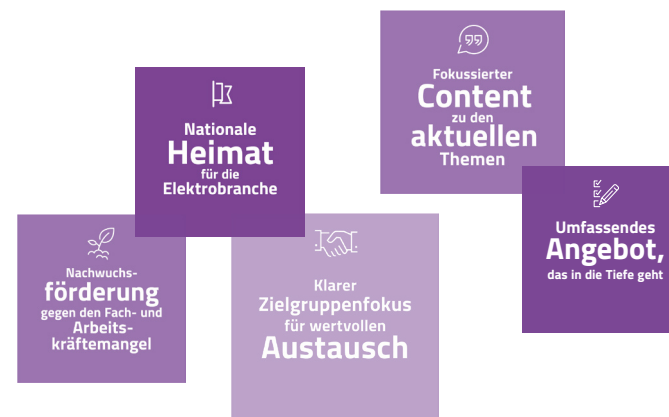 Nachwuchs-
förderung
gegen den Fach- und
Arbeits-
kräftemangel
Nationale
Heimat
für die
Elektrobranche
Klarer
Zielgruppenfokus
für wertvollen
Austausch
Fokussierter
Content
zu den
aktuellen
Themen
Umfassendes
Angebot,
das in die Tiefe geht